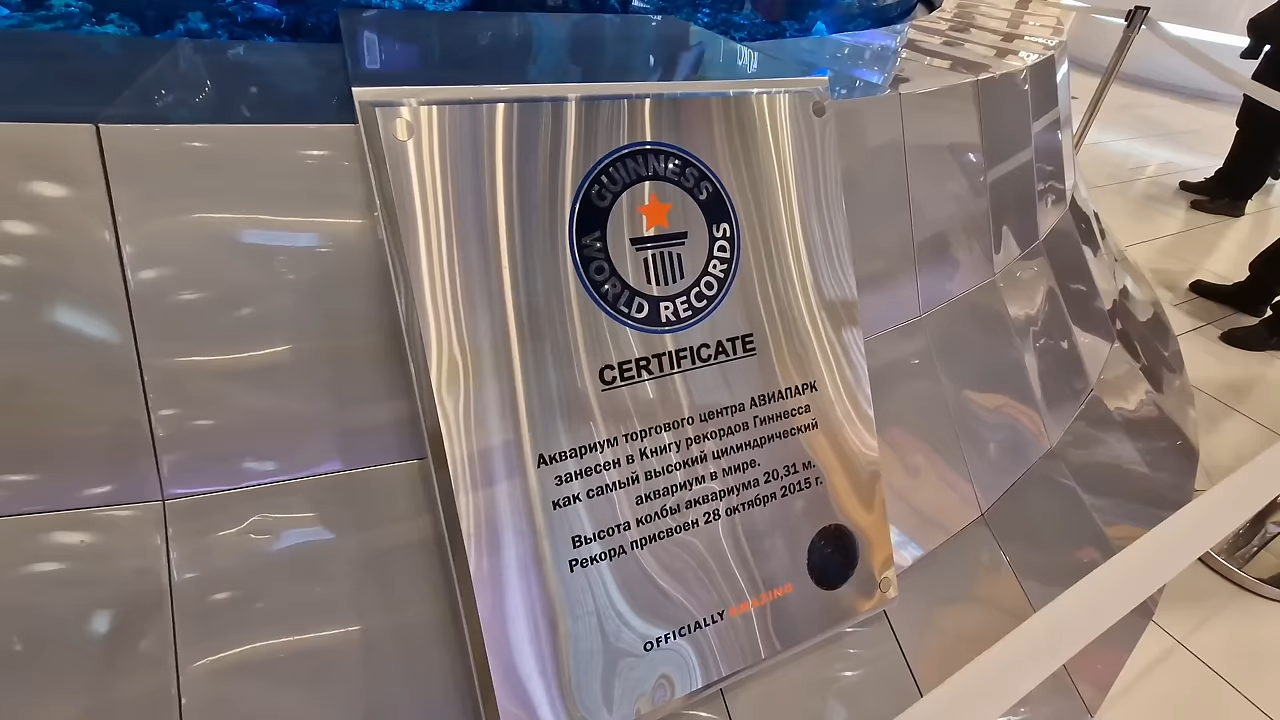 GUINNESS
WORLD RECORDS
CERTIFICATE
Аквариум торгового центра АВИАПАРК
занесен в Книгу рекордов Гиннесса
как самый высокий цилиндрический
аквариум в мире.
Высота колбы аквариума 20,31 м.
Рекорд присвоен 28 октября 2015 г.
OFFICIALLY AMAZING